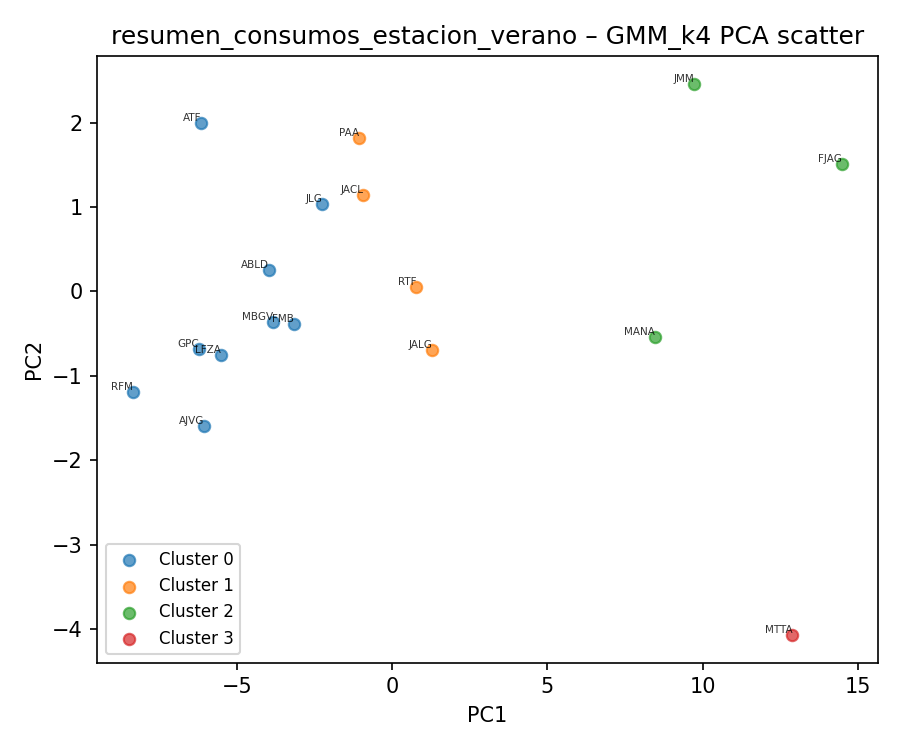 resumen_consumos_estacion_verano – GMM_k4 PCA scatter
JMM
ATF
PAA
FJAG
JACL
JLG
ABLD
RTF
MBGV
FMB
MANA
GPC
LFZA
JALG
RFM
AJVG
MTTA
2
1
0
−1
−2
−3
−4
PC2
Cluster 0
Cluster 1
Cluster 2
Cluster 3
−5
0
5
10
15
PC1